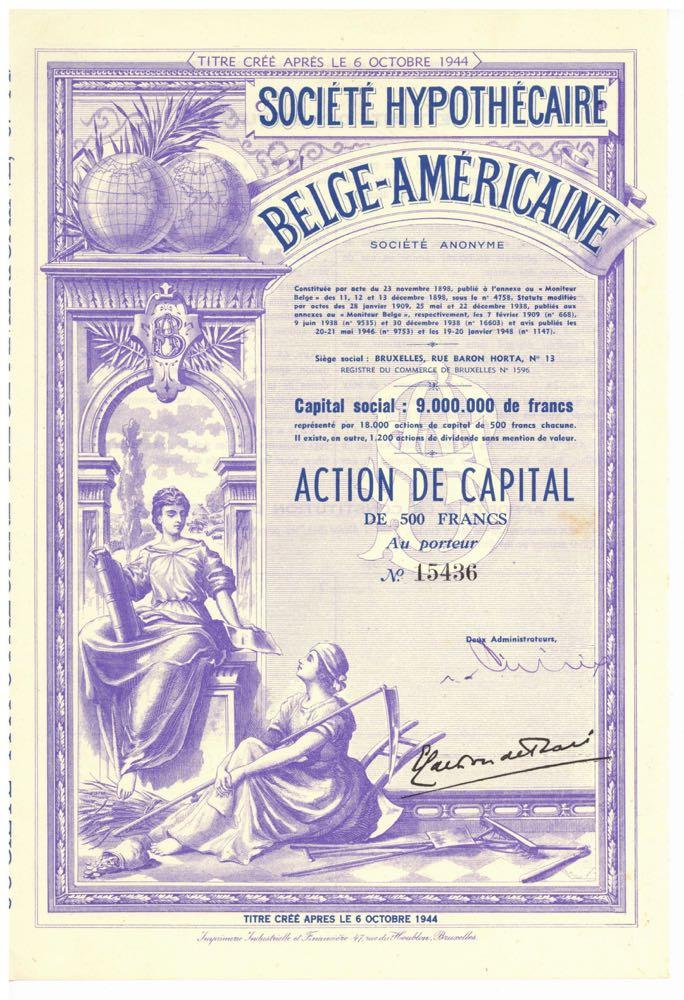 TITRE CRÉÉ APRÉS LE 6 OCTOBRE 1944
SOCIÉTÉ HYPOTHÉCAIRE
BELGE-AMÉRICAINE
SOCIÉTÉ ANONYME
Constituée par acte du 23 novembre 1898, publié à l'annexe au « Moniteur
Belge » des 11, 12 et 13 décembre 1898, sous le n° 4758. Statuts modifiés
par actes des 28 janvier 1909, 25 mai et 22 décembre 1938, publiés aux
annexes au « Moniteur Belge », respectivement, les 7 février 1909 (n° 668),
9 juin 1938 (n° 9535) et 30 décembre 1938 (n° 16603) et avis publiés les
20-21 mai 1946 (n° 9753) et les 19-20 janvier 1948 (n° 1147).
Siège social : BRUXELLES, RUE BARON HORTA, N° 13
REGISTRE DU COMMERCE DE BRUXELLES N° 1596
Capital social : 9.000.000 de francs
représenté par 18.000 actions de capital de 500 francs chacune.
Il existe, en outre, 1.200 actions de dividende sans mention de valeur.
ACTION DE CAPITAL
DE 500 FRANCS
Au porteur
N° 15436
Deux Administrateurs,
TITRE CRÉÉ APRES LE 6 OCTOBRE 1944
Imprimerie Industrielle et Financière 47, rue du Houblon, Bruxelles